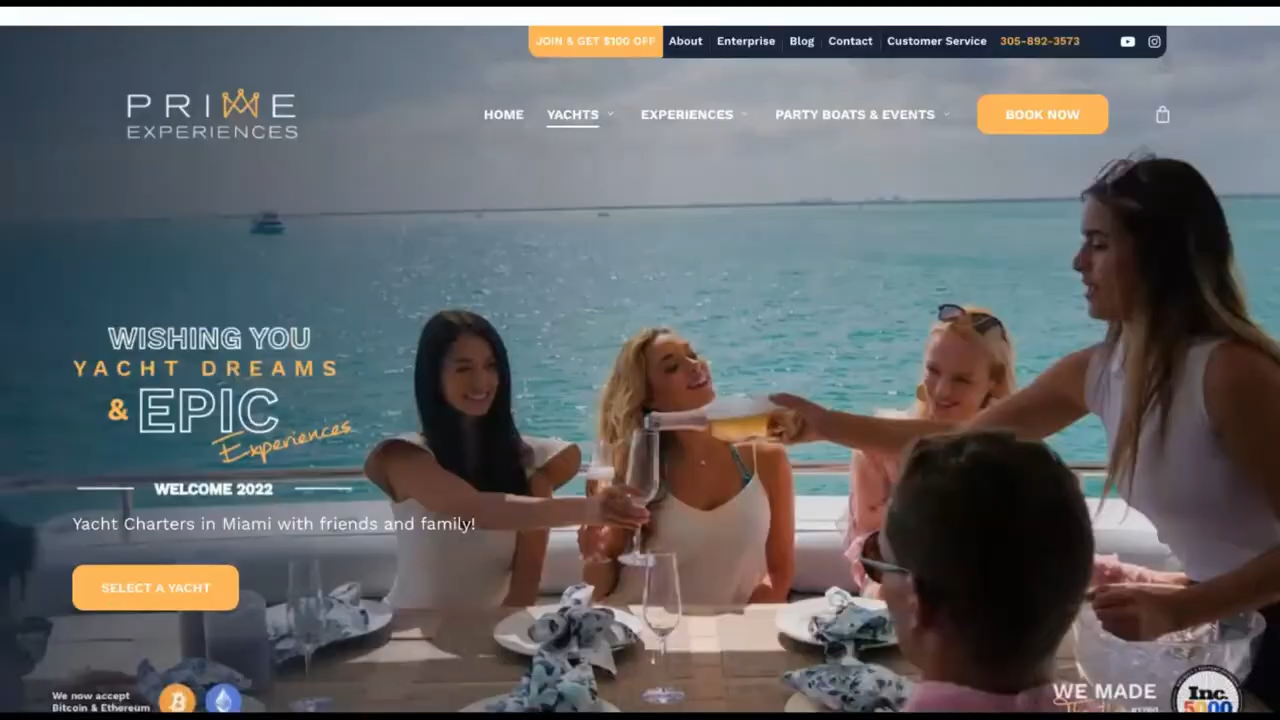 JOIN & GET $100 OFF
About
Enterprise
Blog
Contact
Customer Service
305-892-3573
PRIME
EXPERIENCES
HOME
YACHTS
EXPERIENCES
PARTY BOATS & EVENTS
BOOK NOW
WISHING YOU
YACHT DREAMS
& EPIC
Experiences
WELCOME 2022
Yacht Charters in Miami with friends and family!
SELECT A YACHT
We now accept
Bitcoin & Ethereum
WE MADE
Inc.
5000